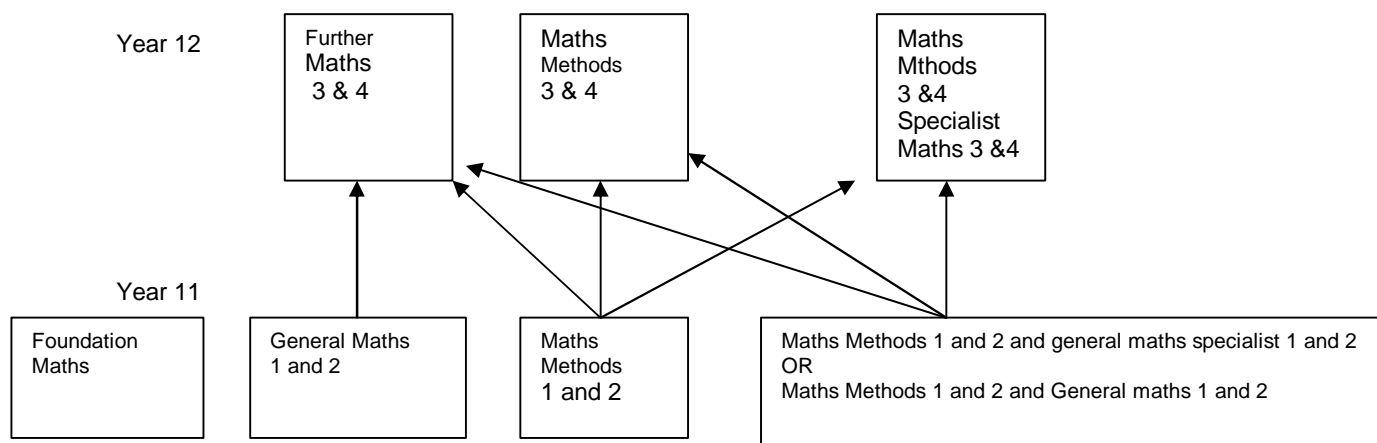 Year 12
Further
Maths
3 & 4
Maths
Methods
3 & 4
Maths
Mthods
3 &4
Specialist
Maths 3 &4
Year 11
Foundation
Maths
General Maths
1 and 2
Maths
Methods
1 and 2
Maths Methods 1 and 2 and general maths specialist 1 and 2
OR
Maths Methods 1 and 2 and General maths 1 and 2